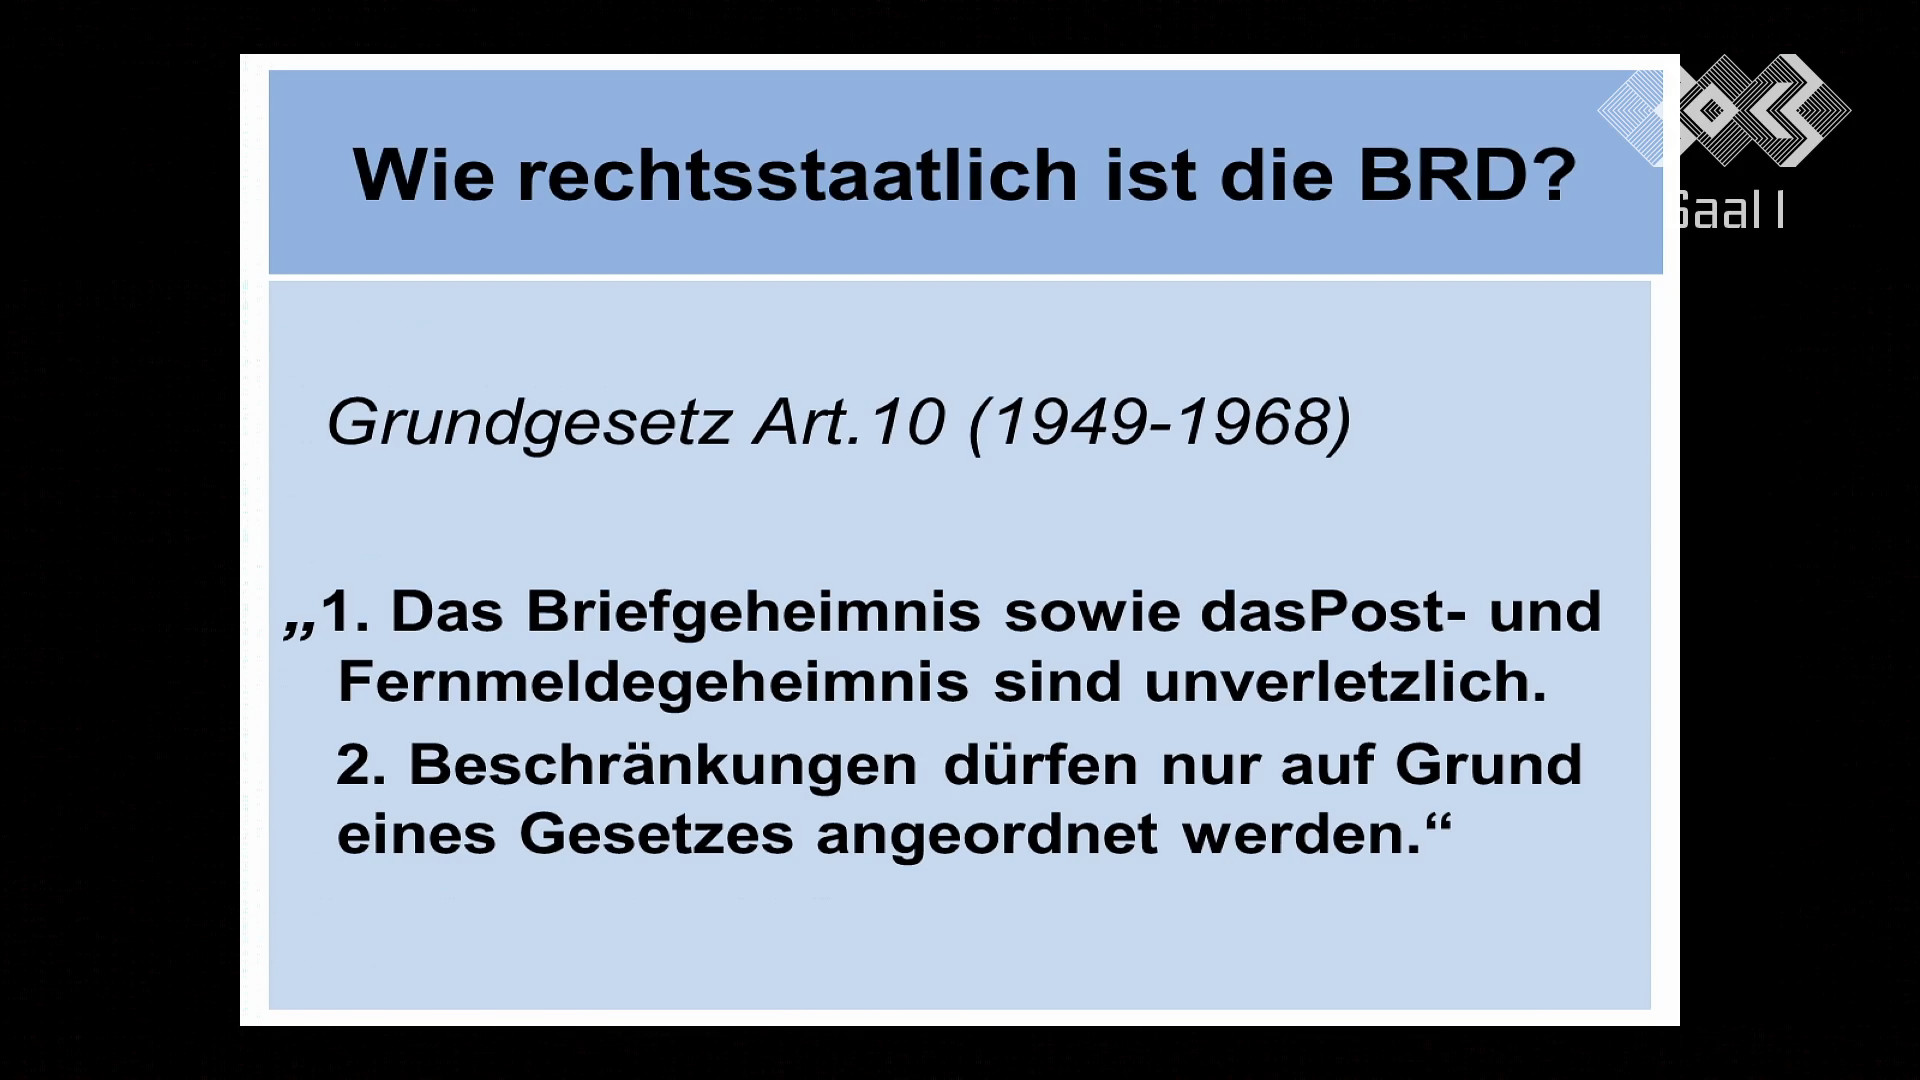 Wie rechtsstaatlich ist die BRD?
Saal 1
Grundgesetz Art.10 (1949-1968)
„1. Das Briefgeheimnis sowie dasPost- und
Fernmeldegeheimnis sind unverletzlich.
2. Beschränkungen dürfen nur auf Grund
eines Gesetzes angeordnet werden.“